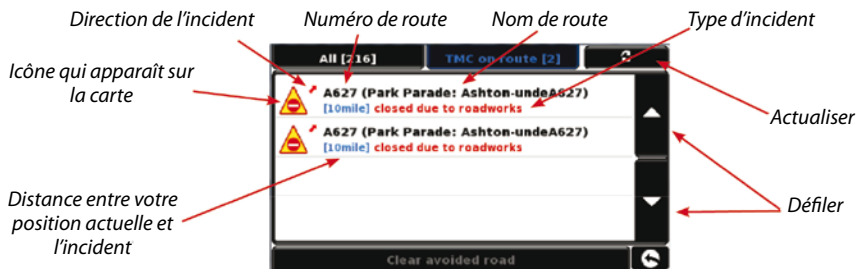 Direction de l'incident
Numéro de route
Nom de route
Type d'incident
Icône qui apparaît sur
la carte
All [216]
TMC on route [2]
A627 (Park Parade: Ashton-undeA627)
[10mile] closed due to roadworks
A627 (Park Parade: Ashton-undeA627)
[10mile] closed due to roadworks
Actualiser
Distance entre votre
position actuelle et
l'incident
Défiler
Clear avoided road